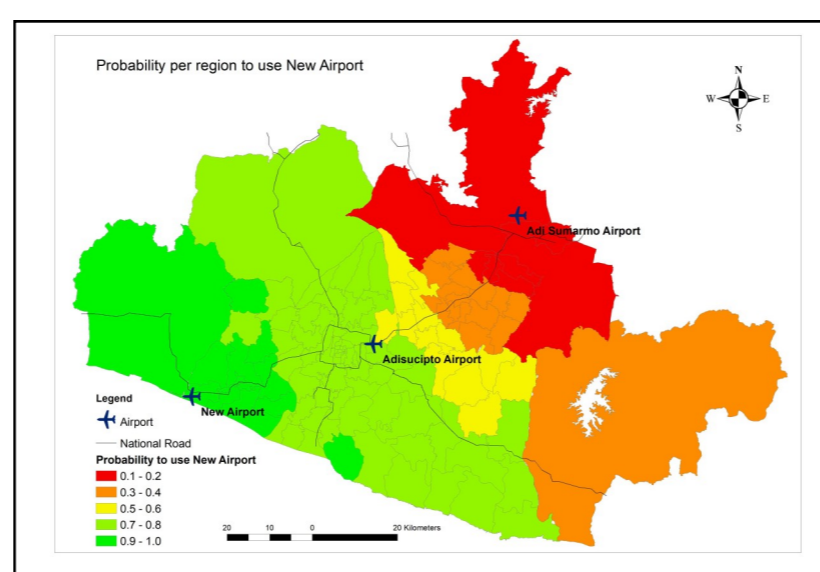 Probability per region to use New Airport
N
W E
S
Adi Sumarmo Airport
Adisucipto Airport
New Airport
Legend
Airport
National Road
Probability to use New Airport
0.1 - 0.2
0.3 - 0.4
0.5 - 0.6
0.7 - 0.8
0.9 - 1.0
20 10 0 20 Kilometers